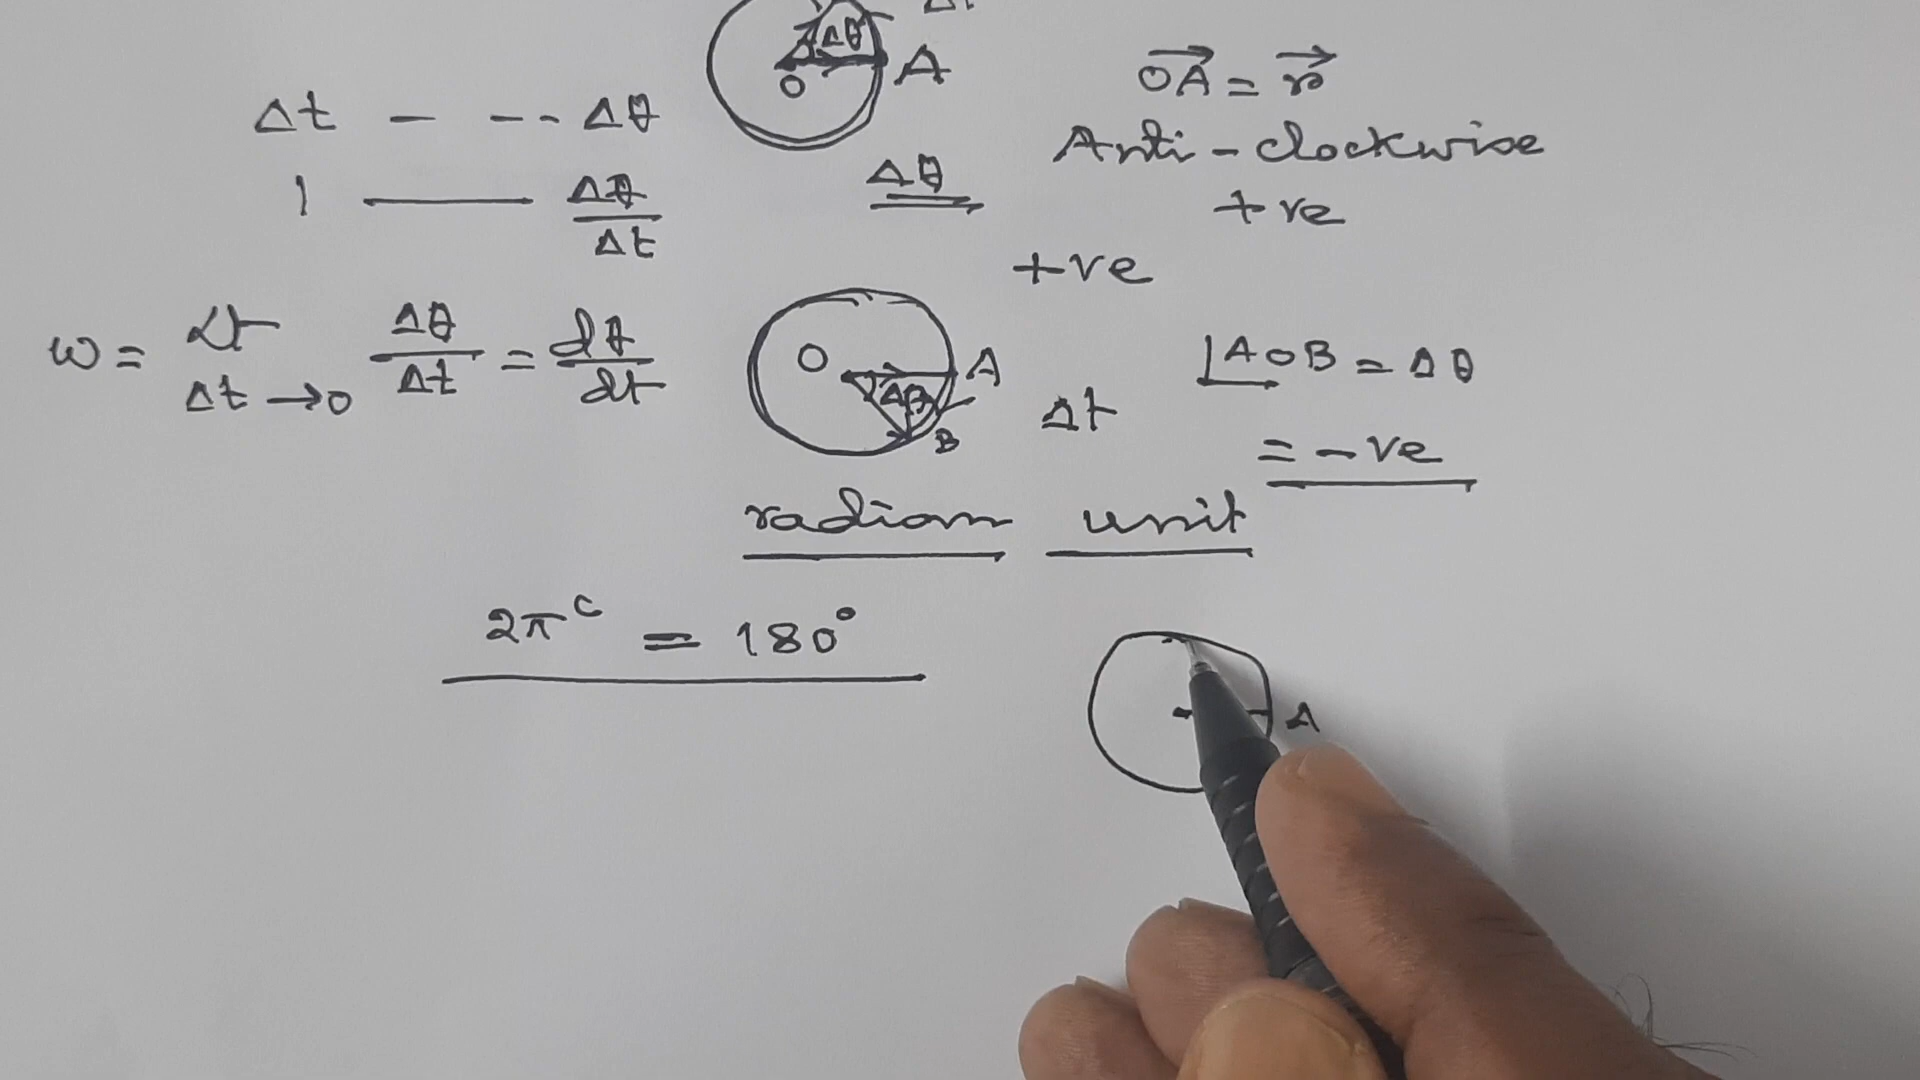 Δθ
O A
Δt - --- Δθ
1 —— Δθ/Δt
Δθ
OA→ = r→
Anti-clockwise
+ve
+ve
ω = Lt Δt→0 Δθ/Δt = dθ/dt
O A
Δθ
B
Δt
∠AOB = Δθ
= -ve
radian unit
2πᶜ = 180°
A